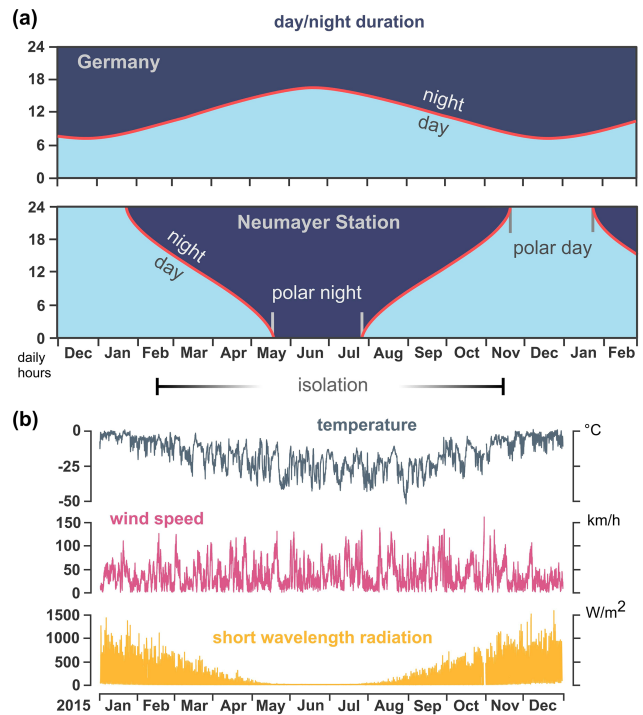 (a)
day/night duration
24
18
12
6
0
Germany
night
day
24
18
12
6
0
Neumayer Station
night
day
polar night
polar day
daily
hours
Dec Jan Feb Mar Apr May Jun Jul Aug Sep Oct Nov Dec Jan Feb
isolation
(b)
temperature
0
-25
-50
°C
wind speed
150
100
50
0
km/h
short wavelength radiation
1500
1000
500
0
W/m²
2015 Jan Feb Mar Apr May Jun Jul Aug Sep Oct Nov Dec